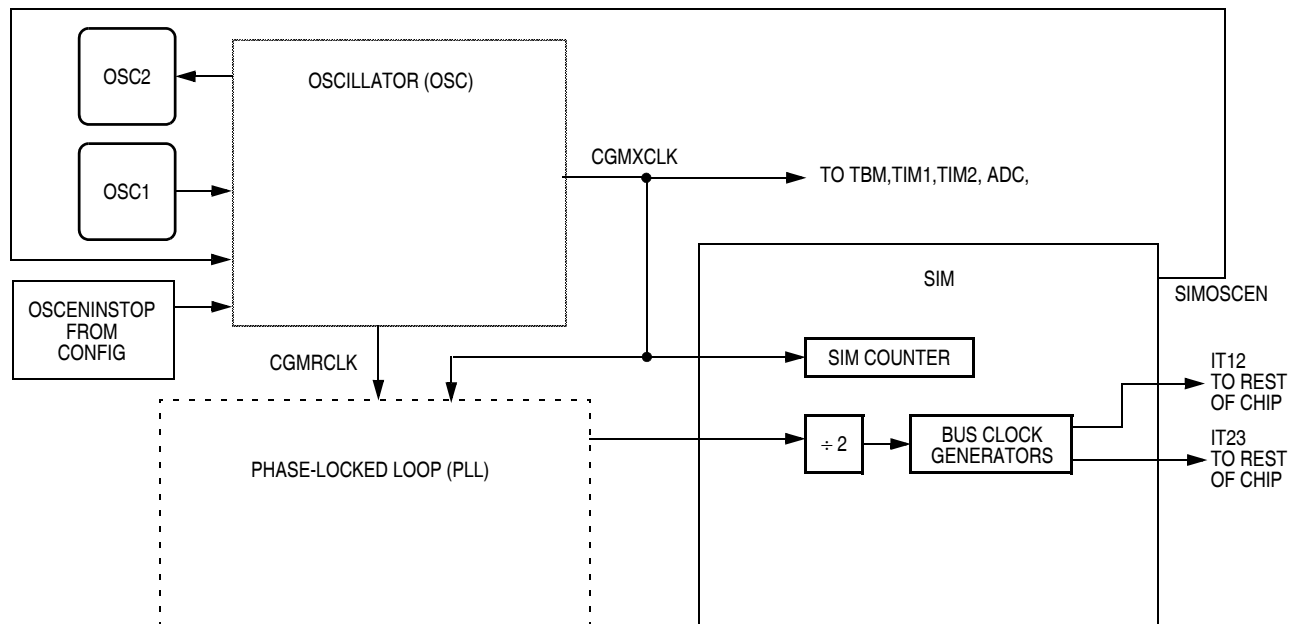 OSC2
OSCILLATOR (OSC)
CGMXCLK
OSC1
TO TBM,TIM1,TIM2, ADC,
SIM
SIMOSCEN
OSCENINSTOP
FROM
CONFIG
CGMRCLK
SIM COUNTER
IT12
TO REST
OF CHIP
÷ 2
BUS CLOCK
GENERATORS
IT23
TO REST
OF CHIP
PHASE-LOCKED LOOP (PLL)